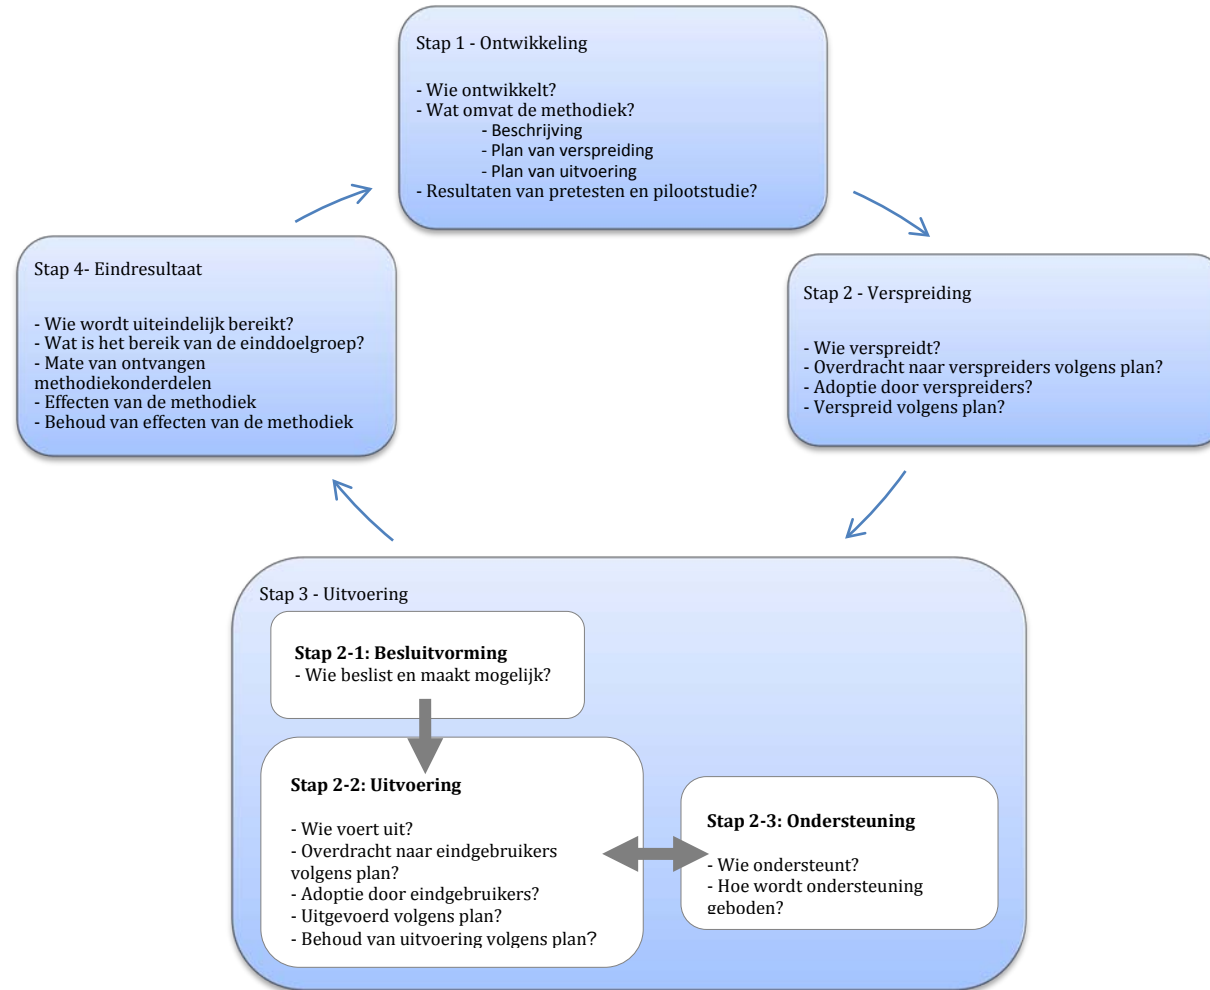 Stap 1 - Ontwikkeling
- Wie ontwikkelt?
- Wat omvat de methodiek?
- Beschrijving
- Plan van verspreiding
- Plan van uitvoering
- Resultaten van pretesten en pilootstudie?
Stap 2 - Verspreiding
- Wie verspreidt?
- Overdracht naar verspreiders volgens plan?
- Adoptie door verspreiders?
- Verspreid volgens plan?
Stap 3 - Uitvoering
Stap 2-1: Besluitvorming
- Wie beslist en maakt mogelijk?
Stap 2-2: Uitvoering
- Wie voert uit?
- Overdracht naar eindgebruikers
volgens plan?
- Adoptie door eindgebruikers?
- Uitgevoerd volgens plan?
- Behoud van uitvoering volgens plan?
Stap 2-3: Ondersteuning
- Wie ondersteunt?
- Hoe wordt ondersteuning
geboden?
Stap 4- Eindresultaat
- Wie wordt uiteindelijk bereikt?
- Wat is het bereik van de einddoelgroep?
- Mate van ontvangen
methodiekonderdelen
- Effecten van de methodiek
- Behoud van effecten van de methodiek